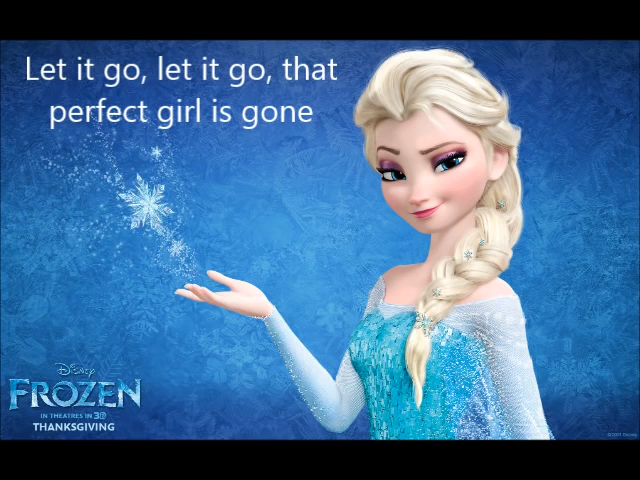 Let it go, let it go, that
perfect girl is gone
Disney
FROZEN
IN THEATRES IN 3D
THANKSGIVING